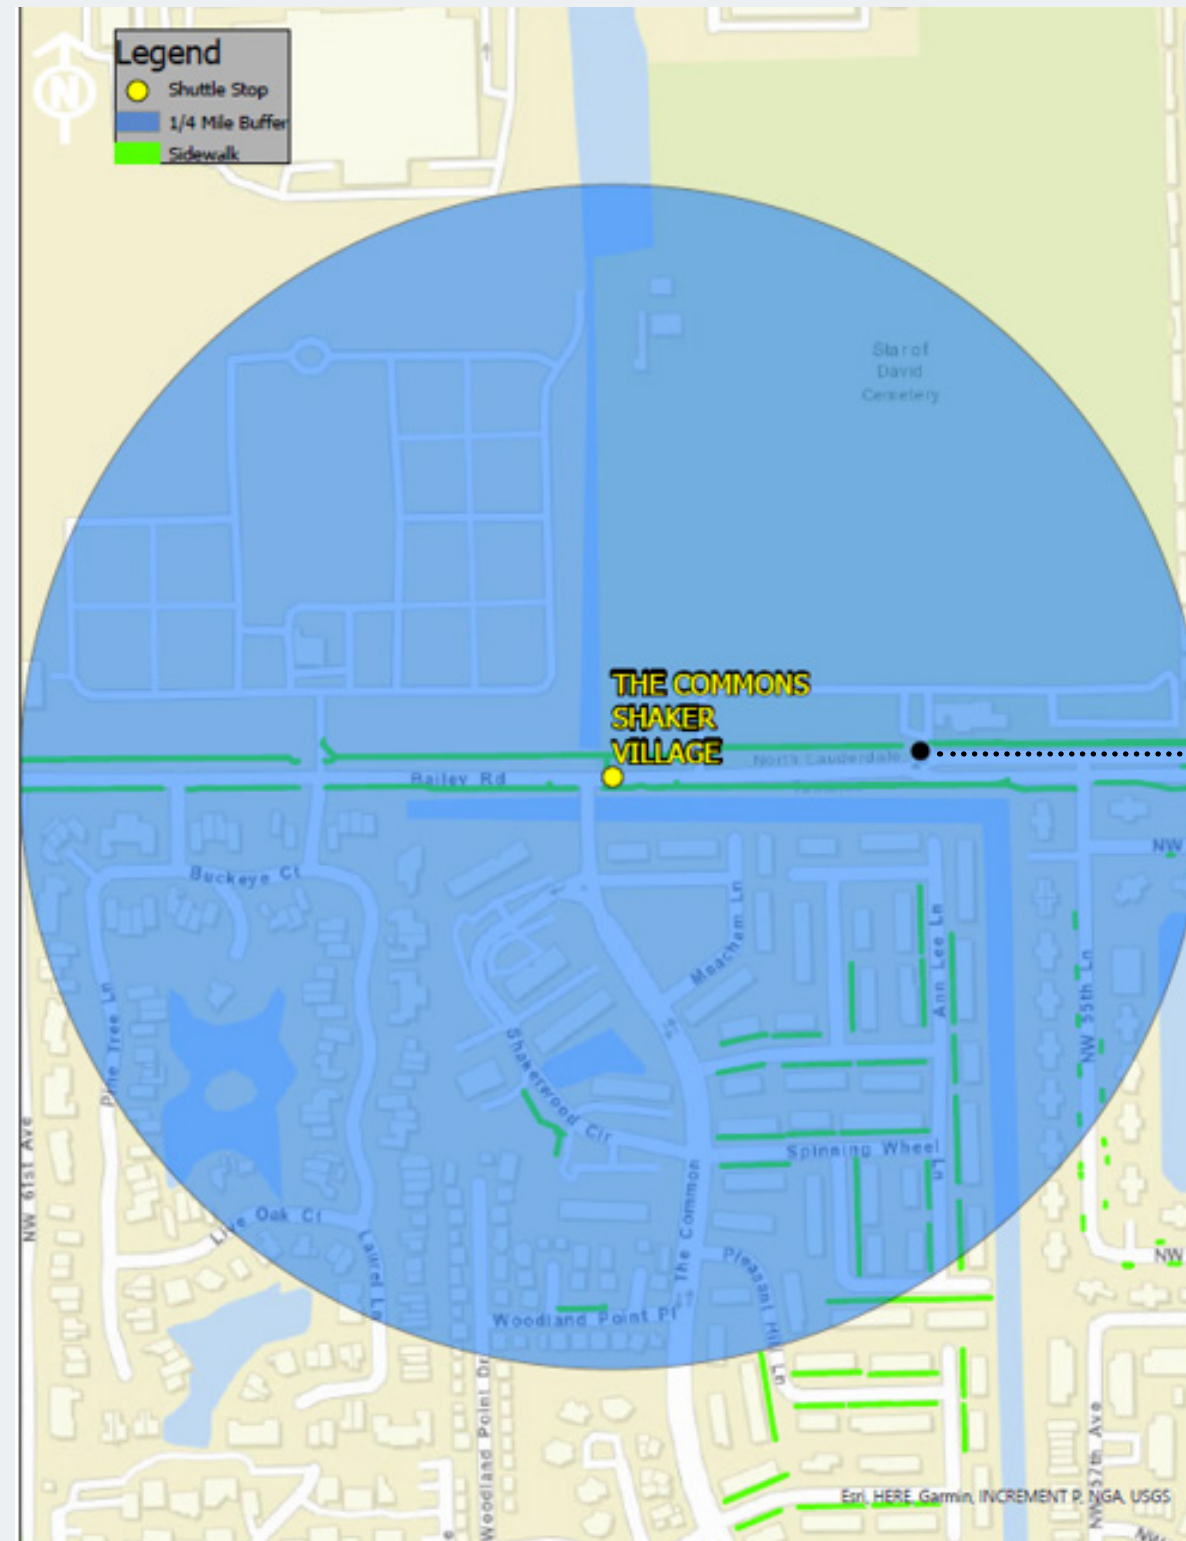 N
Legend
Shuttle Stop
1/4 Mile Buffer
Sidewalk
Star of
David
Cemetery
THE COMMONS
SHAKER
VILLAGE
North Lauderdale
Bailey Rd
NW
Buckeye Ct
Meacham Ln
Ann Lee Ln
Pine Tree Ln
NW 55th Ln
Shakerwood Cir
NW 61st Ave
Spinning Wheel
Ln
Live Oak Ct
Laurel Ln
The Common
Pleasant Hill Ln
NW
Woodland Point Pl
Woodland Point Dr
NW 57th Ave
e
Esri, HERE, Garmin, INCREMENT P, NGA, USGS
NW